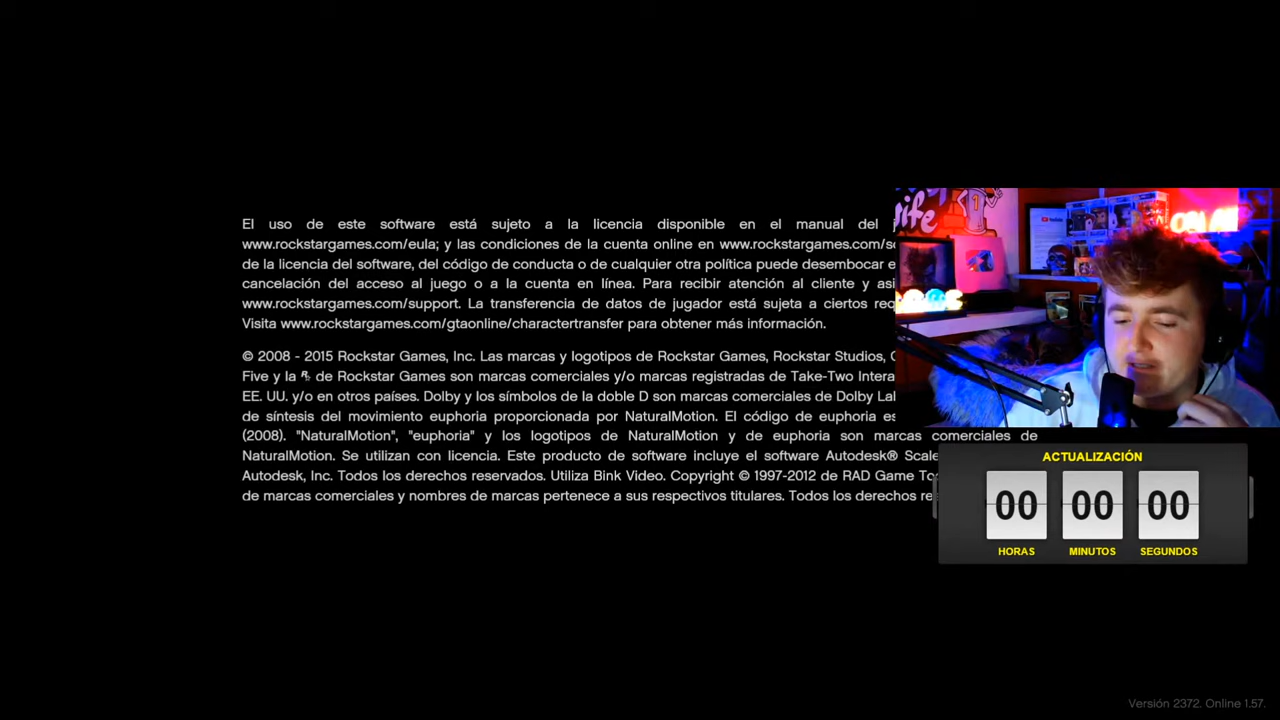 El uso de este software está sujeto a la licencia disponible en el manual del
www.rockstargames.com/eula; y las condiciones de la cuenta online en www.rockstargames.com/sc
de la licencia del software, del código de conducta o de cualquier otra política puede desembocar e
cancelación del acceso al juego o a la cuenta en línea. Para recibir atención al cliente y asi
www.rockstargames.com/support. La transferencia de datos de jugador está sujeta a ciertos req
Visita www.rockstargames.com/gtaonline/charactertransfer para obtener más información.
© 2008 - 2015 Rockstar Games, Inc. Las marcas y logotipos de Rockstar Games, Rockstar Studios,
Five y la R* de Rockstar Games son marcas comerciales y/o marcas registradas de Take-Two Intera
EE. UU. y/o en otros países. Dolby y los símbolos de la doble D son marcas comerciales de Dolby Lal
de síntesis del movimiento euphoria proporcionada por NaturalMotion. El código de euphoria es
(2008). "NaturalMotion", "euphoria" y los logotipos de NaturalMotion y de euphoria son marcas comerciales de
NaturalMotion. Se utilizan con licencia. Este producto de software incluye el software Autodesk® Scale
Autodesk, Inc. Todos los derechos reservados. Utiliza Bink Video. Copyright © 1997-2012 de RAD Game To
de marcas comerciales y nombres de marcas pertenece a sus respectivos titulares. Todos los derechos re
life
YouTube
ACTUALIZACIÓN
00 00 00
HORAS MINUTOS SEGUNDOS
Versión 2372. Online 1.57.